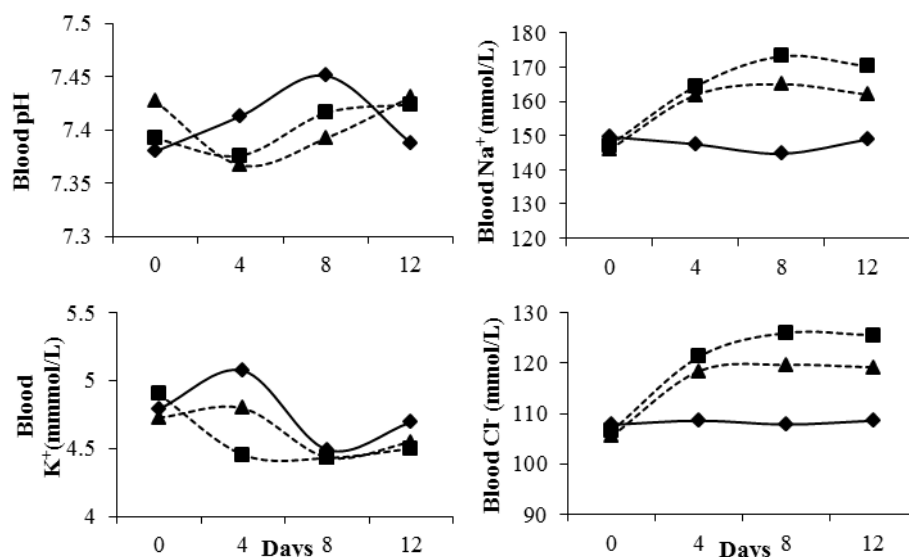 Blood pH
7.5
7.45
7.4
7.35
7.3
0 4 8 12
Blood Na⁺ (mmol/L)
180
170
160
150
140
130
120
0 4 8 12
Blood
K⁺(mmmol/L)
5.5
5
4.5
4
0 4 8 12
Days
Blood Cl⁻ (mmol/L)
130
120
110
100
90
0 4 8 12
Days